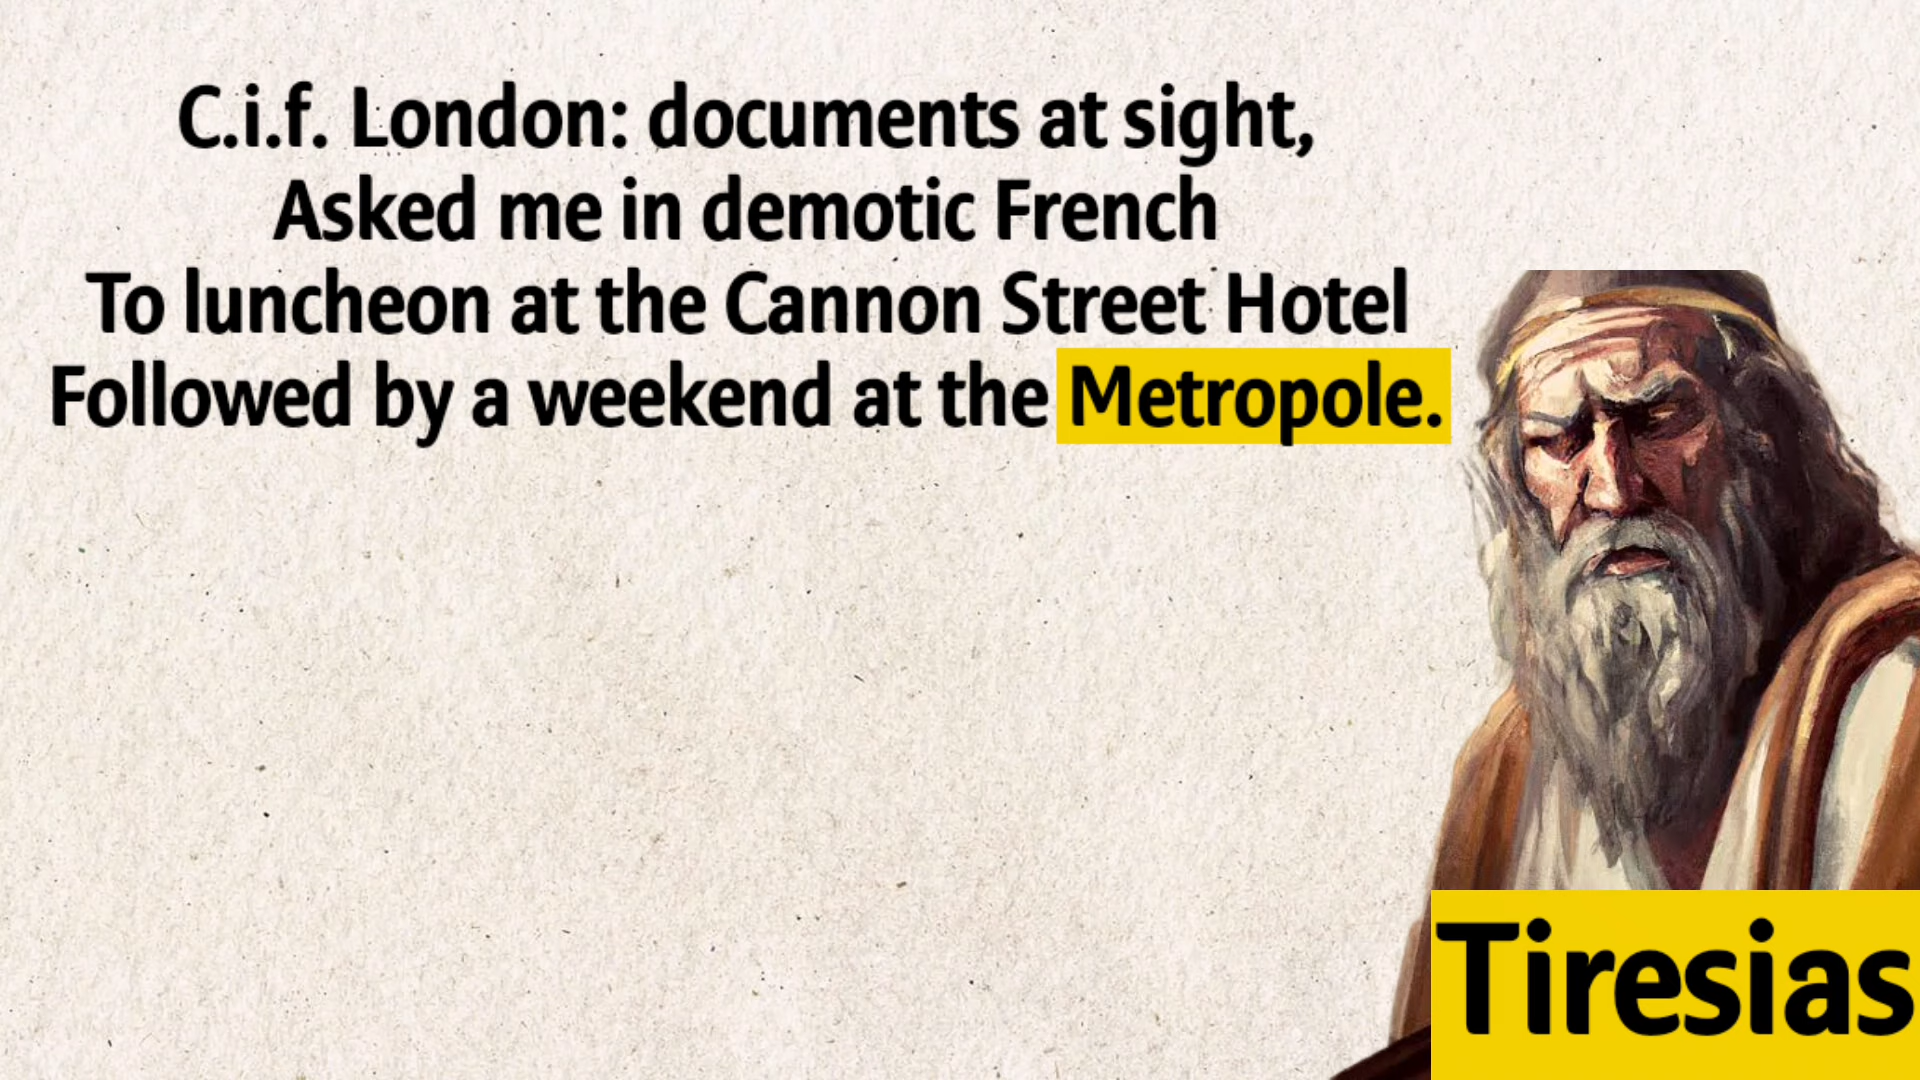 C.i.f. London: documents at sight,
Asked me in demotic French
To luncheon at the Cannon Street Hotel
Followed by a weekend at the Metropole.
Tiresias